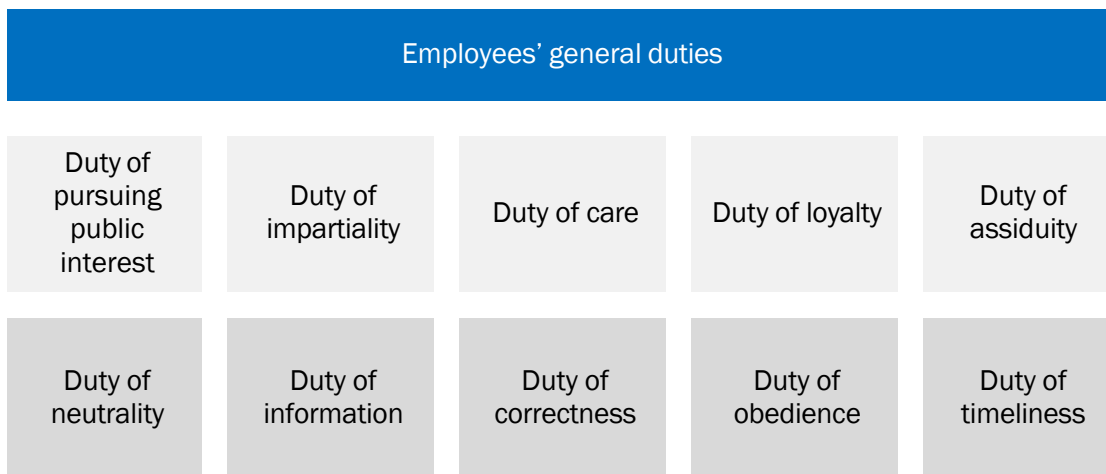 Employees’ general duties
Duty of
pursuing
public
interest
Duty of
impartiality
Duty of care
Duty of loyalty
Duty of
assiduity
Duty of
neutrality
Duty of
information
Duty of
correctness
Duty of
obedience
Duty of
timeliness